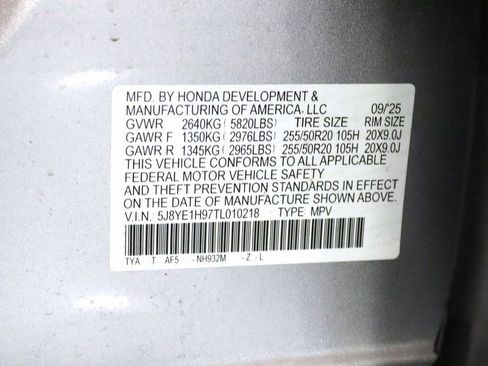 MFD. BY HONDA DEVELOPMENT &
MANUFACTURING OF AMERICA, LLC 09/'25
GVWR 2640KG( 5820LBS) TIRE SIZE RIM SIZE
GAWR F 1350KG( 2976LBS) 255/50R20 105H 20X9.0J
GAWR R 1345KG( 2965LBS) 255/50R20 105H 20X9.0J
THIS VEHICLE CONFORMS TO ALL APPLICABLE
FEDERAL MOTOR VEHICLE SAFETY
AND THEFT PREVENTION STANDARDS IN EFFECT
ON THE DATE OF MANUFACTURE SHOWN ABOVE.
V.I.N. 5J8YE1H97TL010218 TYPE: MPV
TYA T AF5 - NH932M - Z - L